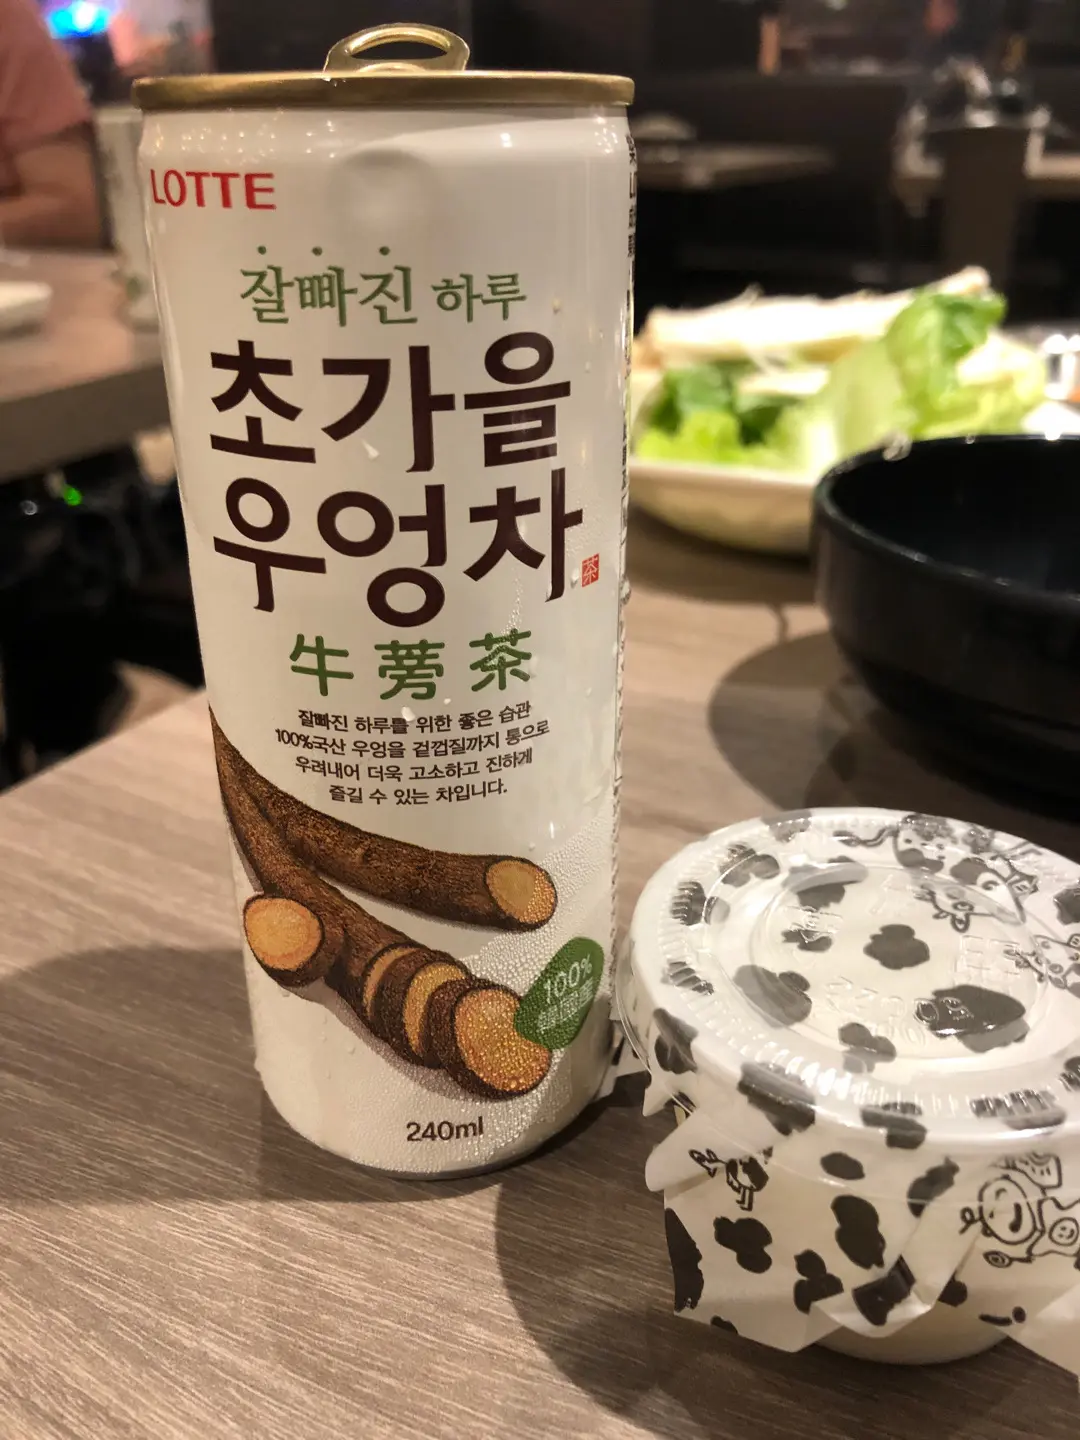 LOTTE
잘빠진 하루
초가을
우엉차
茶
牛蒡茶
잘빠진 하루를 위한 좋은 습관
100%국산 우엉을 겉껍질까지 통으로
우려내어 더욱 고소하고 진하게
즐길 수 있는 차입니다.
100%
240ml